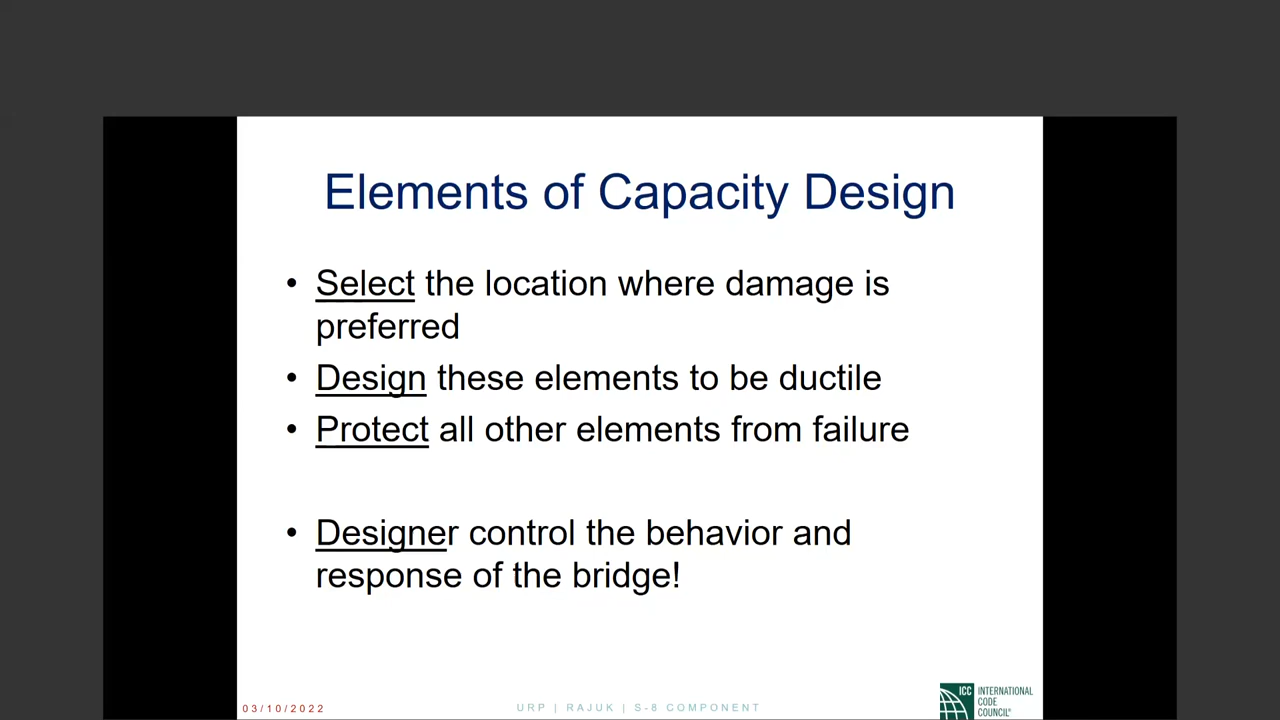 Elements of Capacity Design
• Select the location where damage is
preferred
• Design these elements to be ductile
• Protect all other elements from failure
• Designer control the behavior and
response of the bridge!
03/10/2022
URP | RAJUK | S-8 COMPONENT
ICC INTERNATIONAL
CODE
COUNCIL®